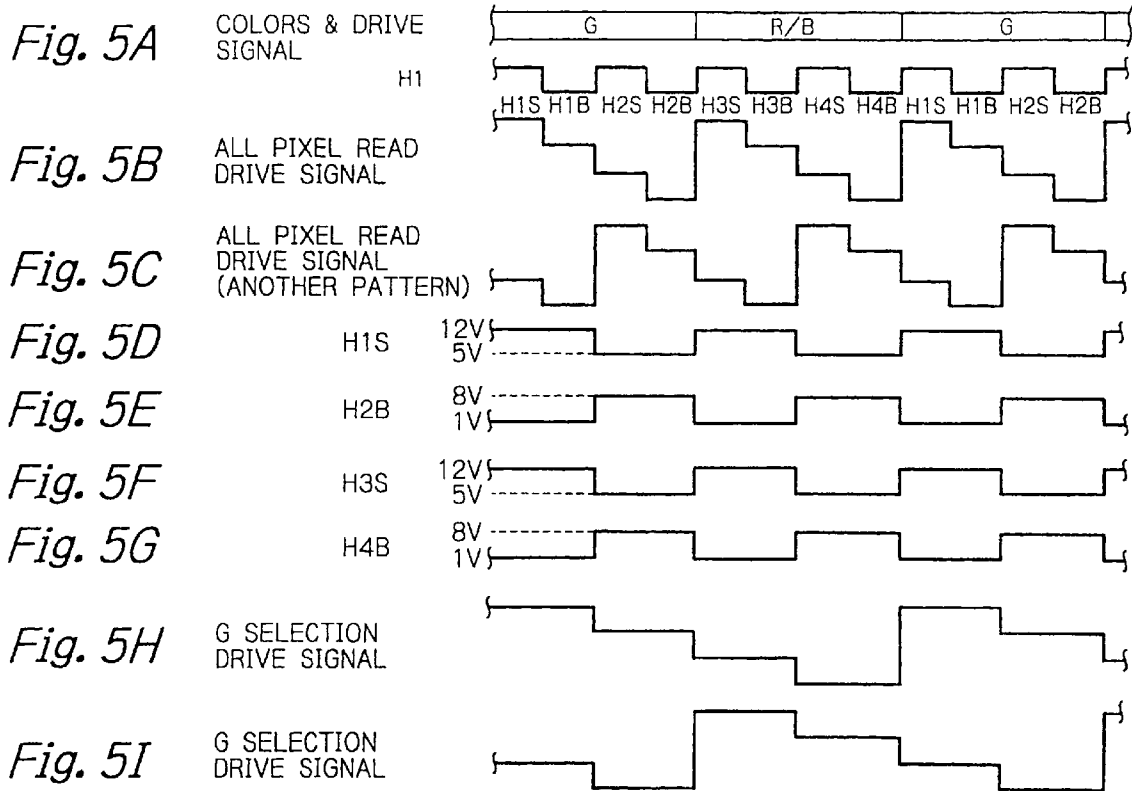 Fig. 5A COLORS & DRIVE SIGNAL G R/B G
H1
H1S H1B H2S H2B H3S H3B H4S H4B H1S H1B H2S H2B
Fig. 5B ALL PIXEL READ
DRIVE SIGNAL
Fig. 5C ALL PIXEL READ
DRIVE SIGNAL
(ANOTHER PATTERN)
Fig. 5D H1S 12V
5V
Fig. 5E H2B 8V
1V
Fig. 5F H3S 12V
5V
Fig. 5G H4B 8V
1V
Fig. 5H G SELECTION
DRIVE SIGNAL
Fig. 5I G SELECTION
DRIVE SIGNAL